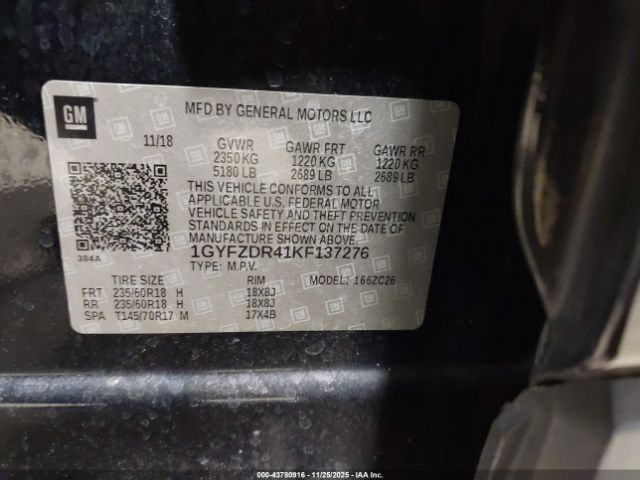 GM
MFD BY GENERAL MOTORS LLC
11/18 GVWR GAWR FRT GAWR RR
2350 KG 1220 KG 1220 KG
5180 LB 2689 LB 2689 LB
THIS VEHICLE CONFORMS TO ALL
APPLICABLE U.S. FEDERAL MOTOR
VEHICLE SAFETY AND THEFT PREVENTION
STANDARDS IN EFFECT ON THE DATE
OF MANUFACTURE SHOWN ABOVE.
384A
1GYFZDR41KF137276
TYPE: M.P.V. MODEL: 166ZC26
TIRE SIZE RIM
FRT 235/60R18 H 18X8J
RR 235/60R18 H 18X8J
SPA T145/70R17 M 17X4B
000-43780916 - 11/25/2025 - IAAC Inc.